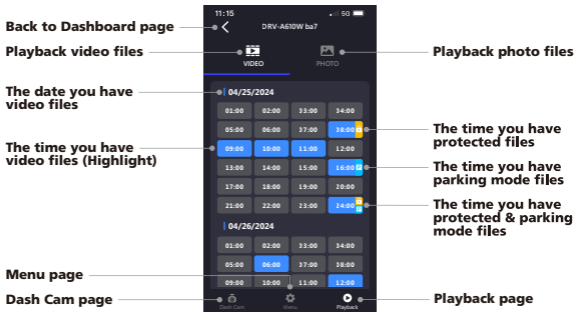 11:15
5G
Back to Dashboard page
DRV-A610W ba7
Playback video files
VIDEO
PHOTO
Playback photo files
The date you have
video files
04/25/2024
01:00 02:00 33:00 34:00
05:00 06:00 37:00 38:00
The time you have
protected files
The time you have
video files (Highlight)
09:00 10:00 11:00 12:00
13:00 14:00 15:00 16:00
The time you have
parking mode files
17:00 18:00 19:00 20:00
21:00 22:00 23:00 24:00
The time you have
protected & parking
mode files
04/26/2024
01:00 02:00 33:00 34:00
05:00 06:00 37:00 38:00
09:00 10:00 11:00 12:00
Menu page
Dash Cam page
Dash Cam
Menu
Playback
Playback page